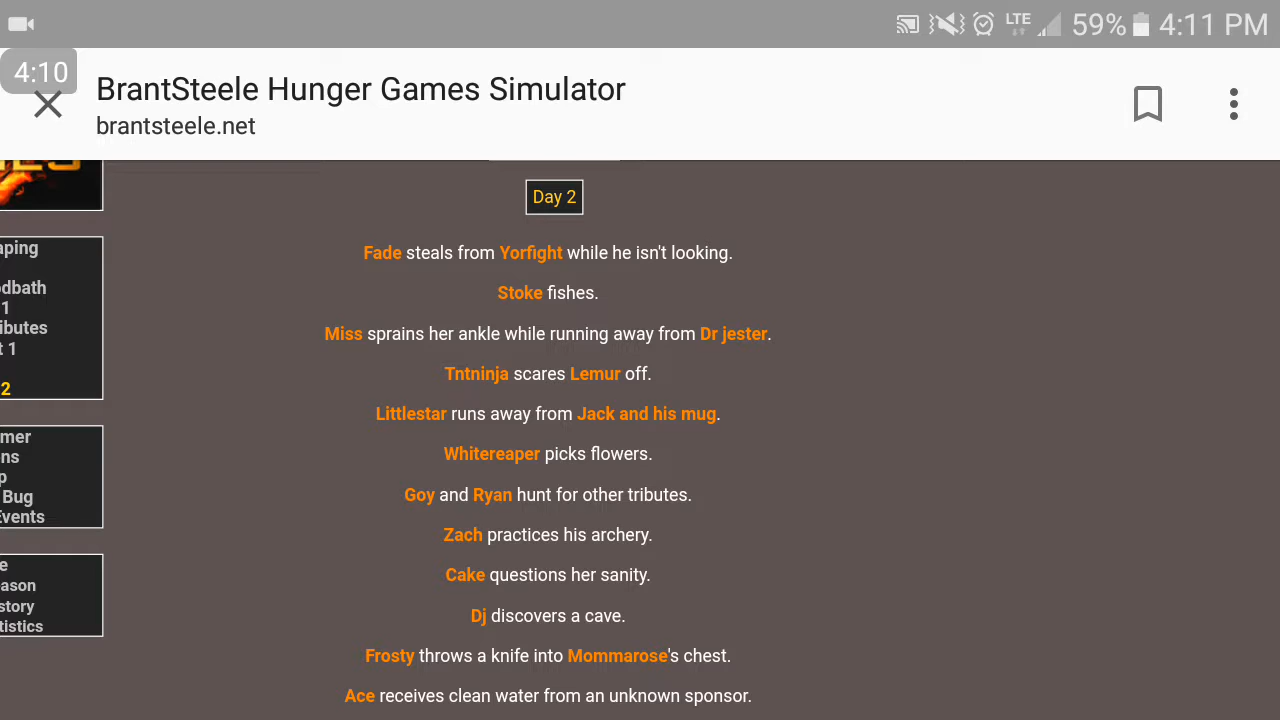 LTE 59% 4:11 PM
4:10
BrantSteele Hunger Games Simulator
brantsteele.net
Day 2
Fade steals from Yorfight while he isn't looking.
Stoke fishes.
Miss sprains her ankle while running away from Dr jester.
Tntninja scares Lemur off.
Littlestar runs away from Jack and his mug.
Whitereaper picks flowers.
Goy and Ryan hunt for other tributes.
Zach practices his archery.
Cake questions her sanity.
Dj discovers a cave.
Frosty throws a knife into Mommarose's chest.
Ace receives clean water from an unknown sponsor.
aping
dbath
1
ibutes
t 1
2
mer
ns
p
Bug
Events
e
ason
story
tistics